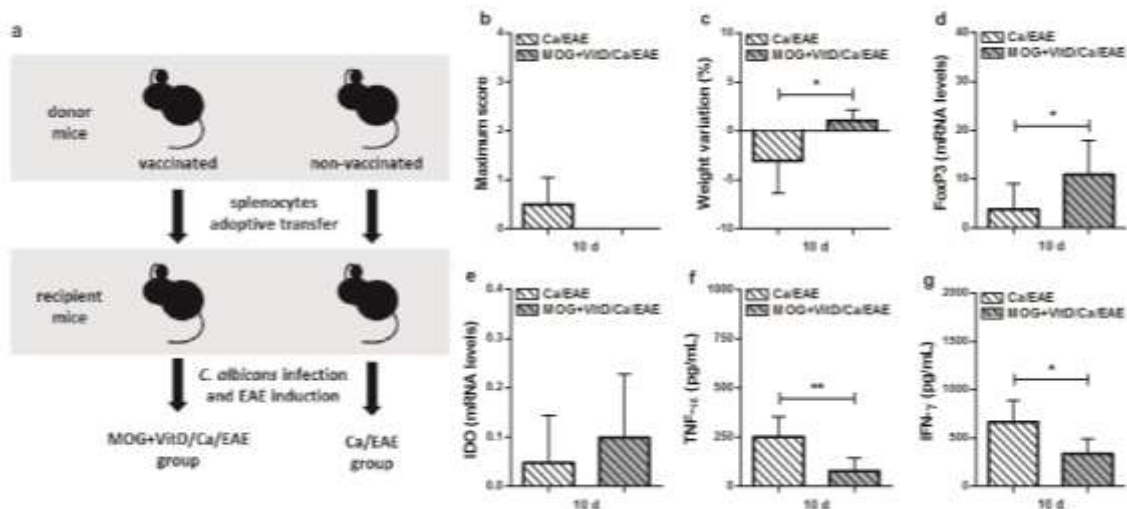 a
donor
mice
vaccinated
non-vaccinated
splenocytes
adoptive transfer
recipient
mice
C. albicans infection
and EAE induction
MOG+VitD/Ca/EAE
group
Ca/EAE
group
b
Ca/EAE
MOG+VitD/Ca/EAE
Maximum score
4
3
2
1
0
10 d
c
Ca/EAE
MOG+VitD/Ca/EAE
Weight variation (%)
10
5
0
-5
-10
*
10 d
d
Ca/EAE
MOG+VitD/Ca/EAE
FoxP3 (mRNA levels)
40
30
20
10
0
*
10 d
e
Ca/EAE
MOG+VitD/Ca/EAE
IDO (mRNA levels)
0.4
0.3
0.2
0.1
0.0
10 d
f
Ca/EAE
MOG+VitD/Ca/EAE
TNF-α (pg/mL)
1000
750
500
250
0
**
10 d
g
Ca/EAE
MOG+VitD/Ca/EAE
IFN-γ (pg/mL)
2000
1500
1000
500
0
*
10 d